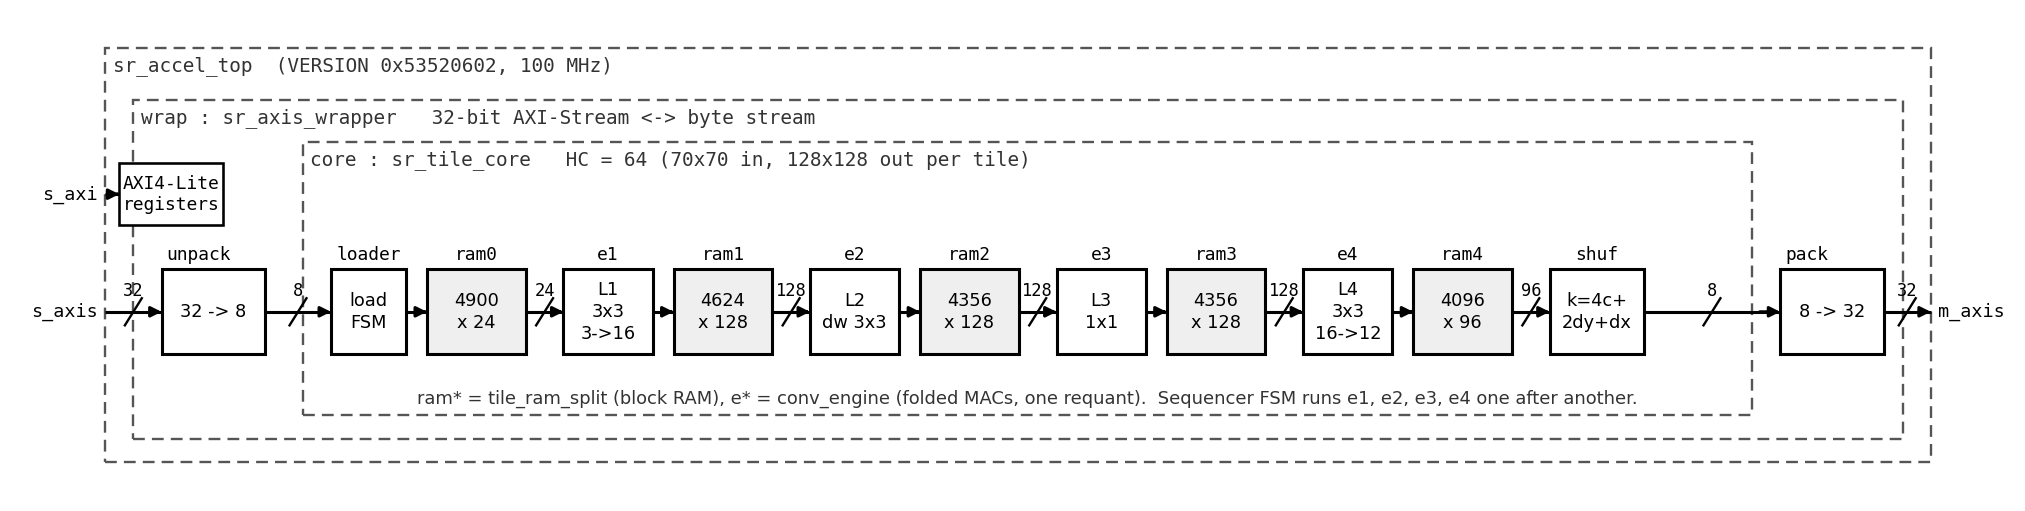 sr_accel_top  (VERSION 0x53520602, 100 MHz)
wrap : sr_axis_wrapper   32-bit AXI-Stream <-> byte stream
core : sr_tile_core   HC = 64 (70x70 in, 128x128 out per tile)
s_axi
AXI4-Lite
registers
s_axis
32
unpack
32 -> 8
8
loader
load
FSM
ram0
4900
x 24
24
e1
L1
3x3
3->16
ram1
4624
x 128
128
e2
L2
dw 3x3
ram2
4356
x 128
128
e3
L3
1x1
ram3
4356
x 128
128
e4
L4
3x3
16->12
ram4
4096
x 96
96
shuf
k=4c+
2dy+dx
8
pack
8 -> 32
32
m_axis
ram* = tile_ram_split (block RAM), e* = conv_engine (folded MACs, one requant).  Sequencer FSM runs e1, e2, e3, e4 one after another.